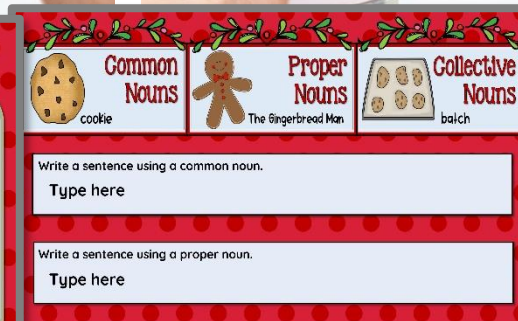 Common
Nouns
cookie
Proper
Nouns
The Gingerbread Man
Collective
Nouns
batch
Write a sentence using a common noun.
Type here
Write a sentence using a proper noun.
Type here